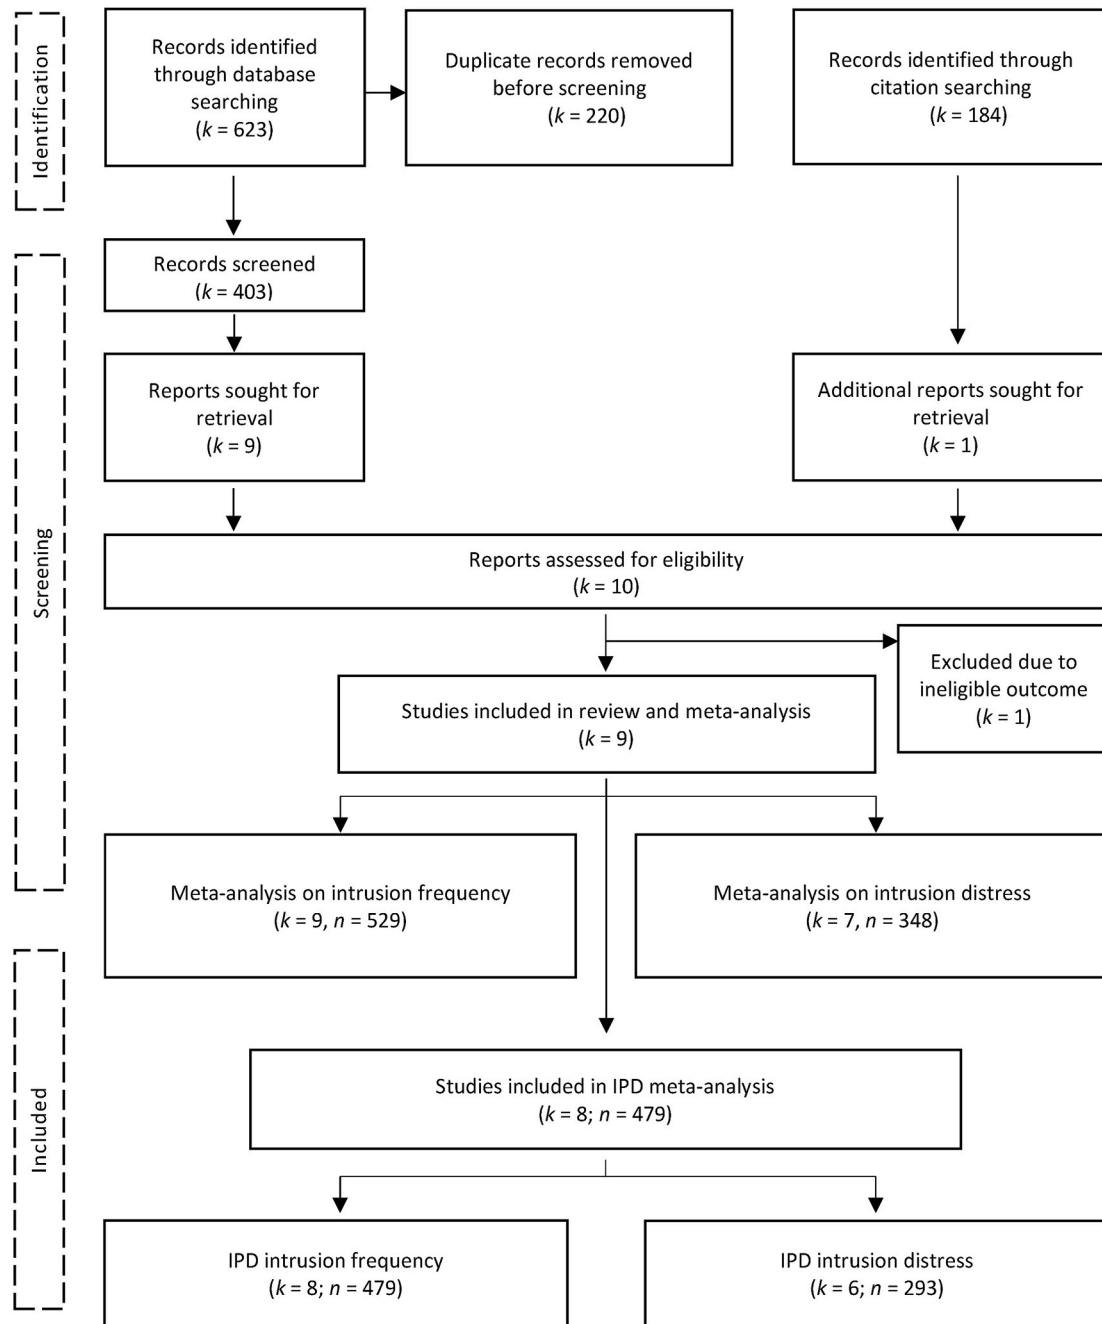 Identification
Records identified
through database
searching
(k = 623)
Duplicate records removed
before screening
(k = 220)
Records identified through
citation searching
(k = 184)
Screening
Records screened
(k = 403)
Reports sought for
retrieval
(k = 9)
Additional reports sought for
retrieval
(k = 1)
Reports assessed for eligibility
(k = 10)
Excluded due to
ineligible outcome
(k = 1)
Studies included in review and meta-analysis
(k = 9)
Meta-analysis on intrusion frequency
(k = 9, n = 529)
Meta-analysis on intrusion distress
(k = 7, n = 348)
Included
Studies included in IPD meta-analysis
(k = 8; n = 479)
IPD intrusion frequency
(k = 8; n = 479)
IPD intrusion distress
(k = 6; n = 293)